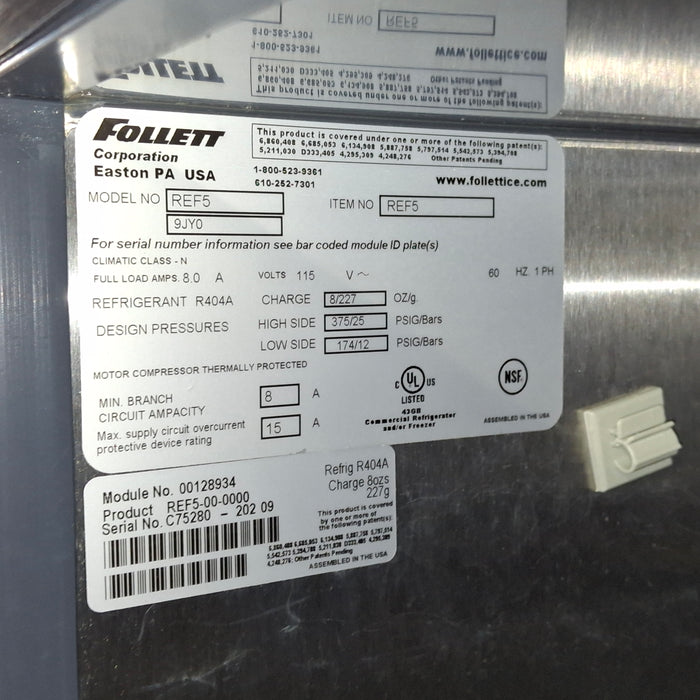 FOLLETT
Corporation
Easton PA USA
1-800-523-9361
610-252-7301
This product is covered under one or more of the following patent(s):
6,860,408 6,685,053 6,134,908 5,887,758 5,797,514 5,542,573 5,394,708
5,211,030 D333,405 4,295,309 4,248,276 Other Patents Pending
www.follettice.com
MODEL NO REF5 ITEM NO REF5
9JY0
For serial number information see bar coded module ID plate(s)
CLIMATIC CLASS - N
FULL LOAD AMPS. 8.0 A VOLTS 115 V ~ 60 HZ. 1 PH
REFRIGERANT R404A CHARGE 8/227 OZ/g.
DESIGN PRESSURES HIGH SIDE 375/25 PSIG/Bars
LOW SIDE 174/12 PSIG/Bars
MOTOR COMPRESSOR THERMALLY PROTECTED
MIN. BRANCH
CIRCUIT AMPACITY 8 A
Max. supply circuit overcurrent
protective device rating 15 A
C UL US
LISTED
43GB
Commercial Refrigerator
and/or Freezer
NSF
ASSEMBLED IN THE USA
Module No. 00128934
Product REF5-00-0000
Serial No. C75280 - 202 09
Refrig R404A
Charge 8ozs
227g
This product is covered
by one or more of
the following patent(s):
ASSEMBLED IN THE USA